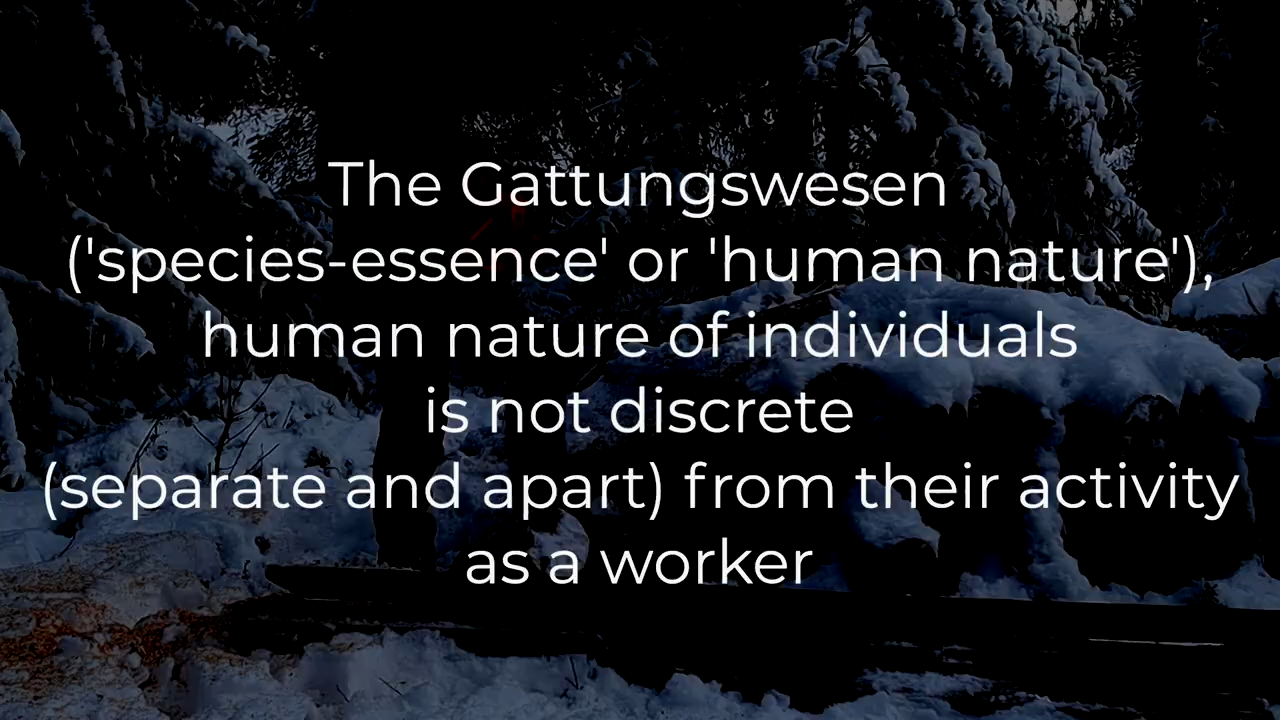 The Gattungswesen
('species-essence' or 'human nature'),
human nature of individuals
is not discrete
(separate and apart) from their activity
as a worker